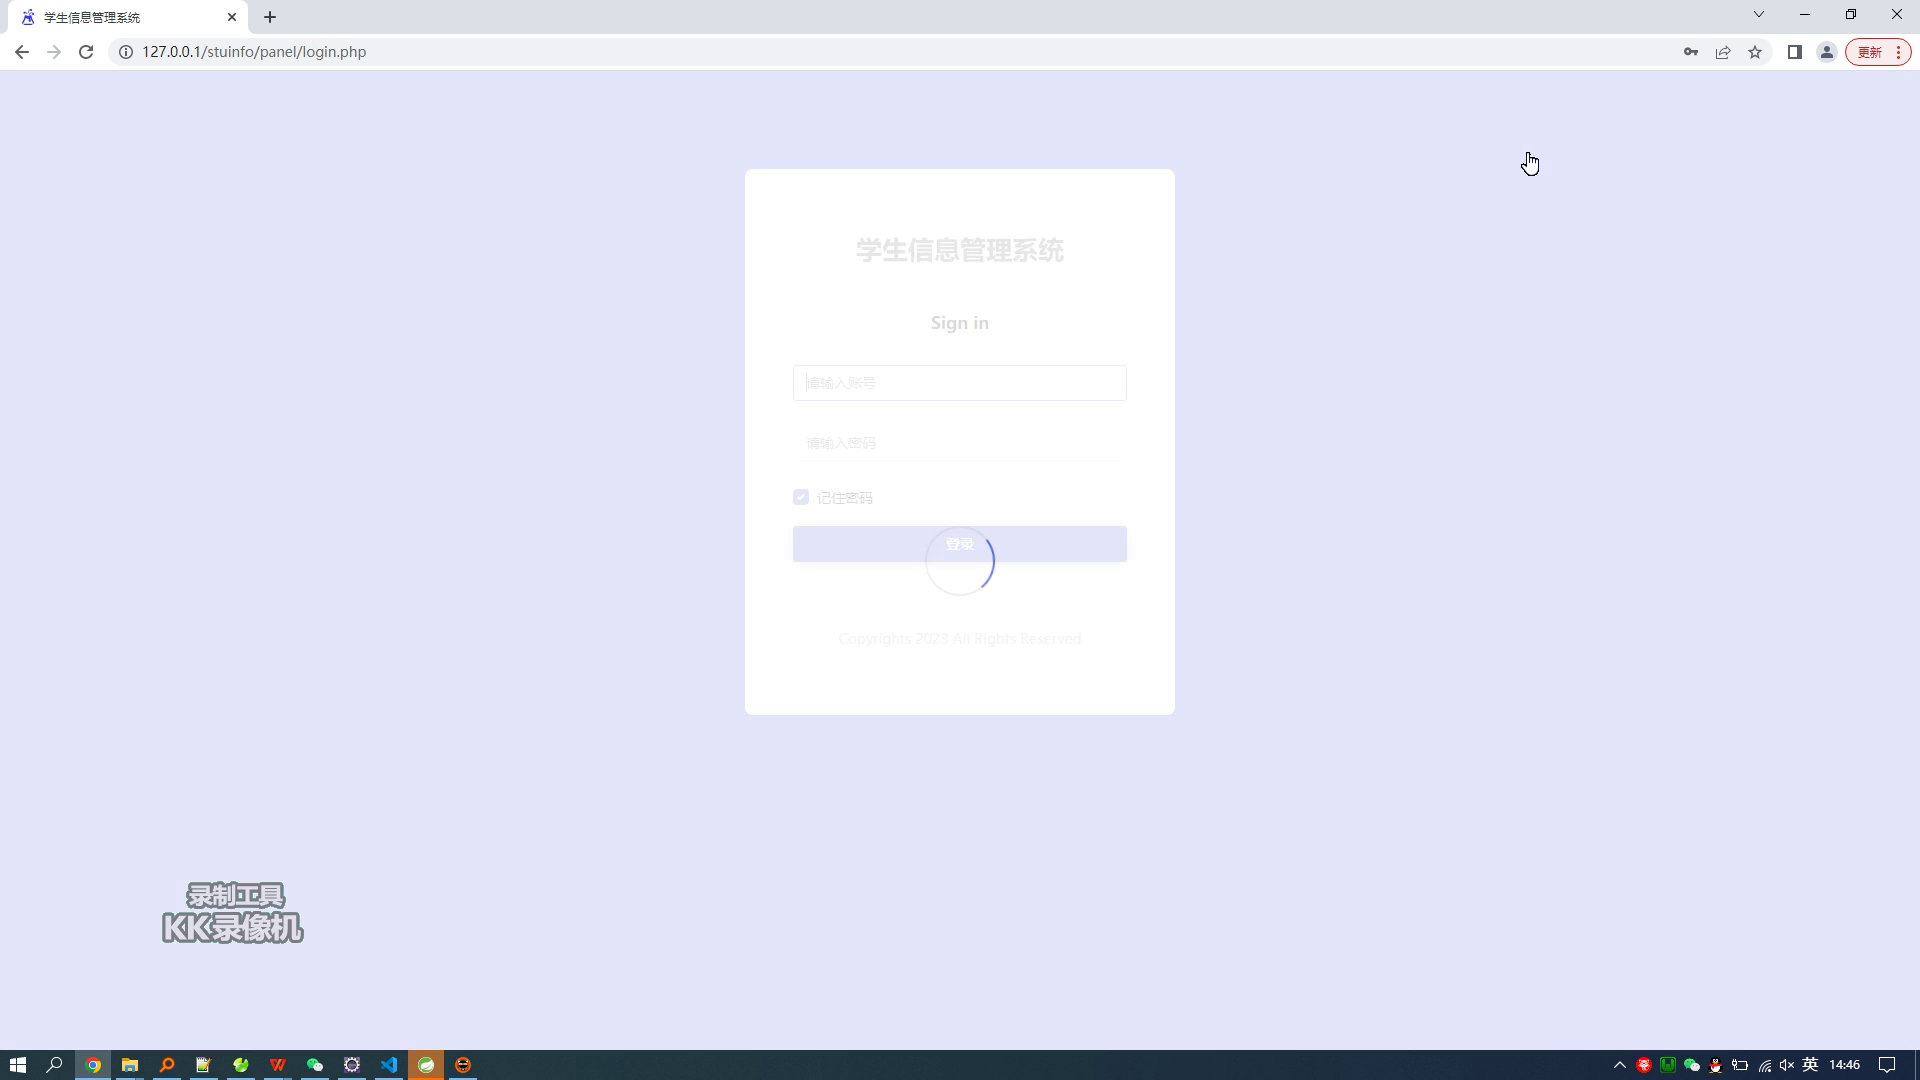 学生信息管理系统
127.0.0.1/stuinfo/panel/login.php
更新
学生信息管理系统
Sign in
请输入账号
请输入密码
记住密码
登录
Copyrights 2023 All Rights Reserved
录制工具
KK录像机
英
14:46